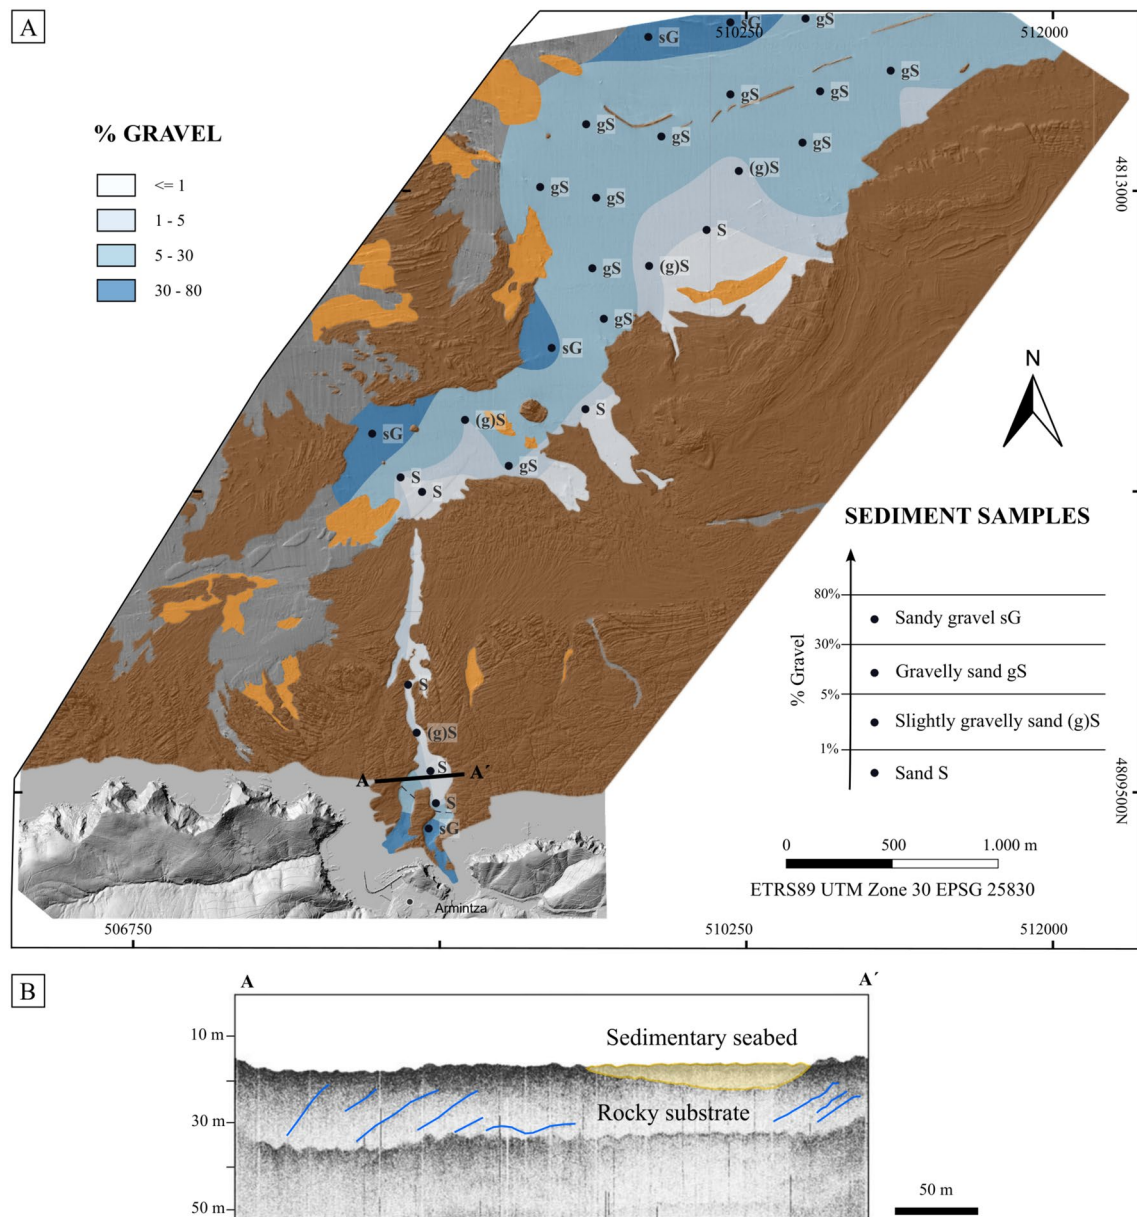 A
510250
512000
sG
sG
gS
gS
gS
gS
gS
gS
gS
(g)S
gS
gS
S
(g)S
gS
gS
sG
S
(g)S
sG
gS
S
S
S
(g)S
S
S
sG
% GRAVEL
<= 1
1 - 5
5 - 30
30 - 80
4813000
N
SEDIMENT SAMPLES
% Gravel
80%
Sandy gravel sG
30%
Gravelly sand gS
5%
Slightly gravelly sand (g)S
1%
Sand S
A
A´
4809500N
0 500 1.000 m
ETRS89 UTM Zone 30 EPSG 25830
Armintza
506750
510250
512000
B
A
A´
10 m
Sedimentary seabed
Rocky substrate
30 m
50 m
50 m